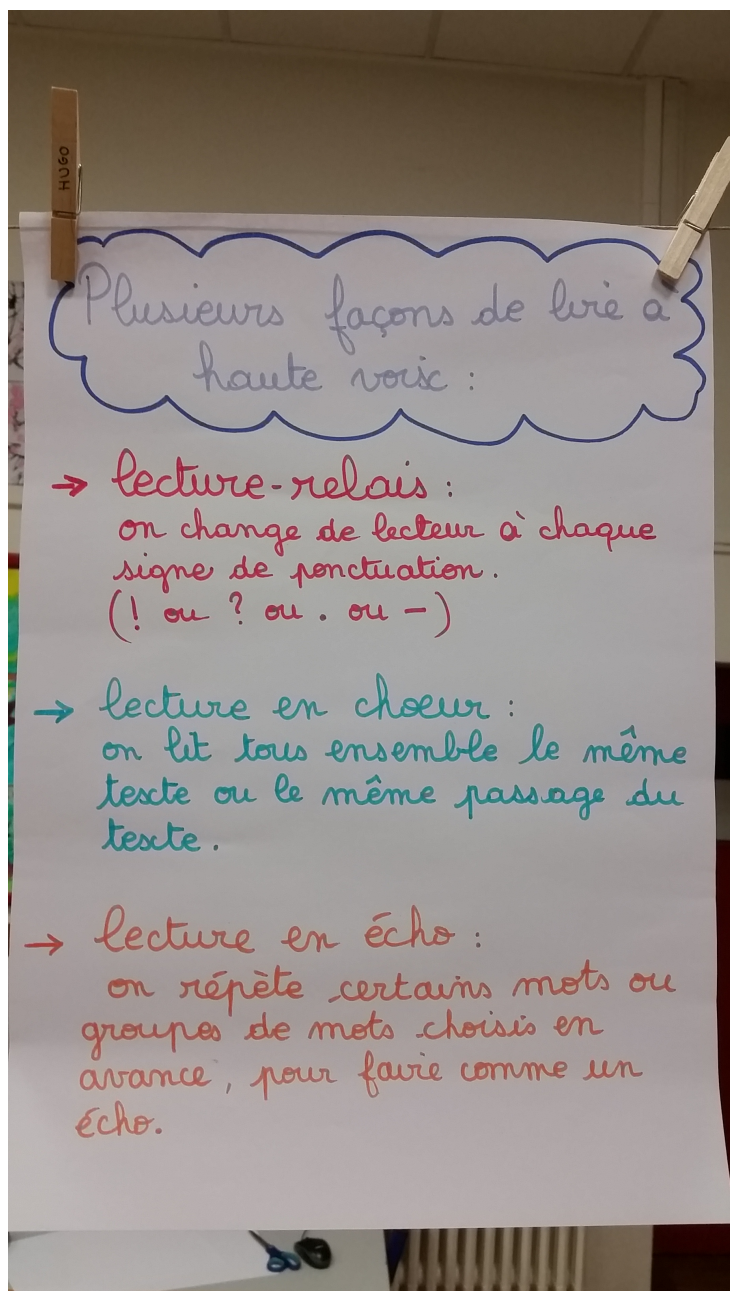 HUGO
Plusieurs façons de lire à
haute voix :
→ lecture-relais :
on change de lecteur à chaque
signe de ponctuation.
(! ou ? ou . ou -)
→ lecture en choeur :
on lit tous ensemble le même
texte ou le même passage du
texte.
→ lecture en écho :
on répète certains mots ou
groupes de mots choisis en
avance, pour faire comme un
écho.